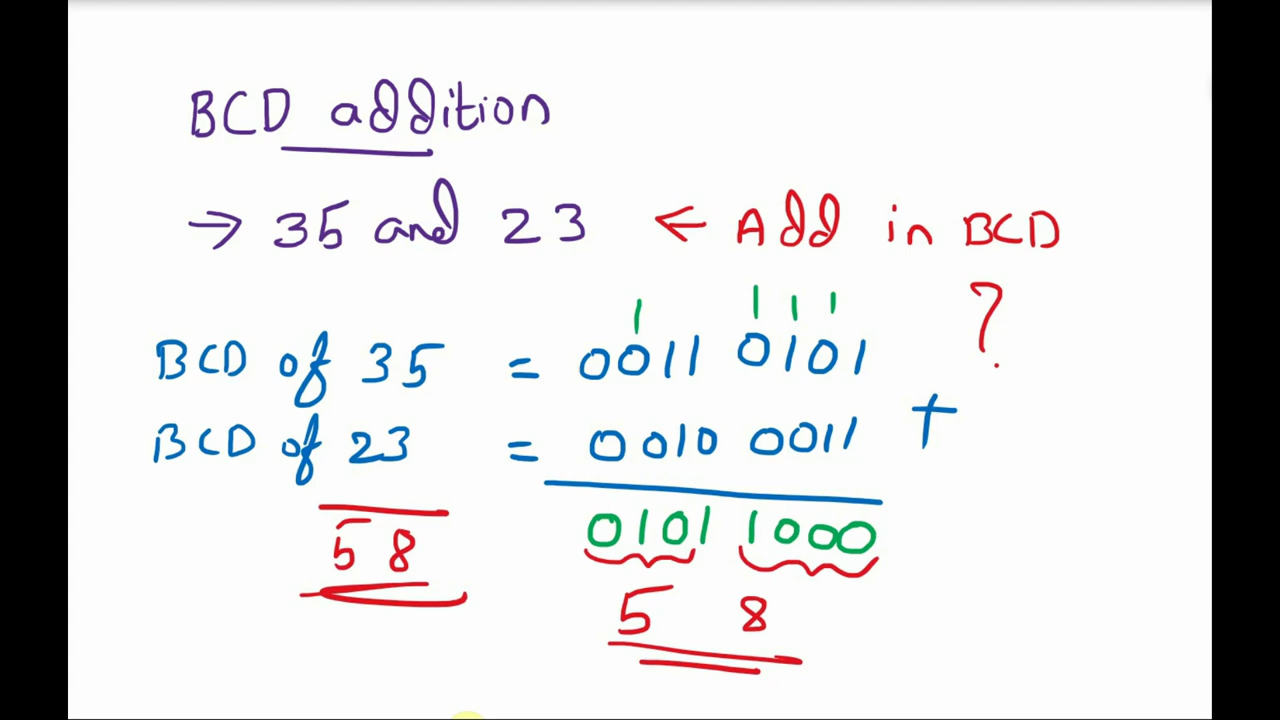 BCD addition
→ 35 and 23 ← Add in BCD
?
1 1 1 1
BCD of 35 = 0011 0101
BCD of 23 = 0010 0011 +
0101 1000
58
5 8